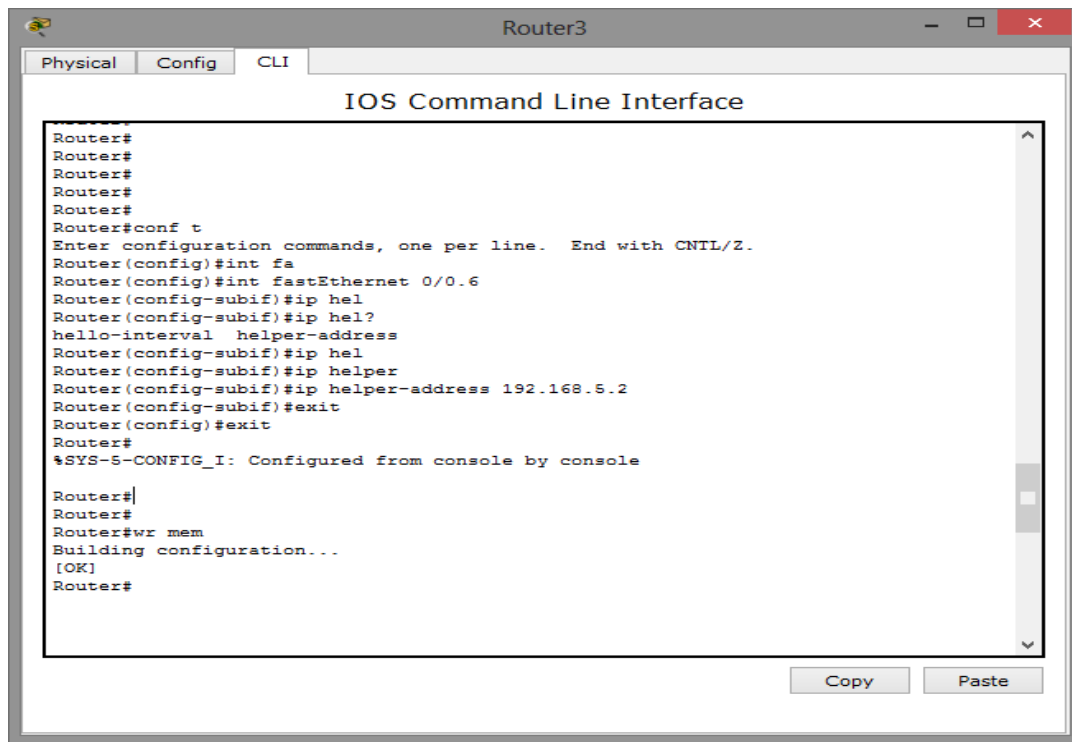 Router3
Physical Config CLI
IOS Command Line Interface
Router#
Router#
Router#
Router#
Router#
Router#conf t
Enter configuration commands, one per line.  End with CNTL/Z.
Router(config)#int fa
Router(config)#int fastEthernet 0/0.6
Router(config-subif)#ip hel
Router(config-subif)#ip hel?
hello-interval  helper-address
Router(config-subif)#ip hel
Router(config-subif)#ip helper
Router(config-subif)#ip helper-address 192.168.5.2
Router(config-subif)#exit
Router(config)#exit
Router#
%SYS-5-CONFIG_I: Configured from console by console
Router#
Router#
Router#wr mem
Building configuration...
[OK]
Router#
Copy Paste